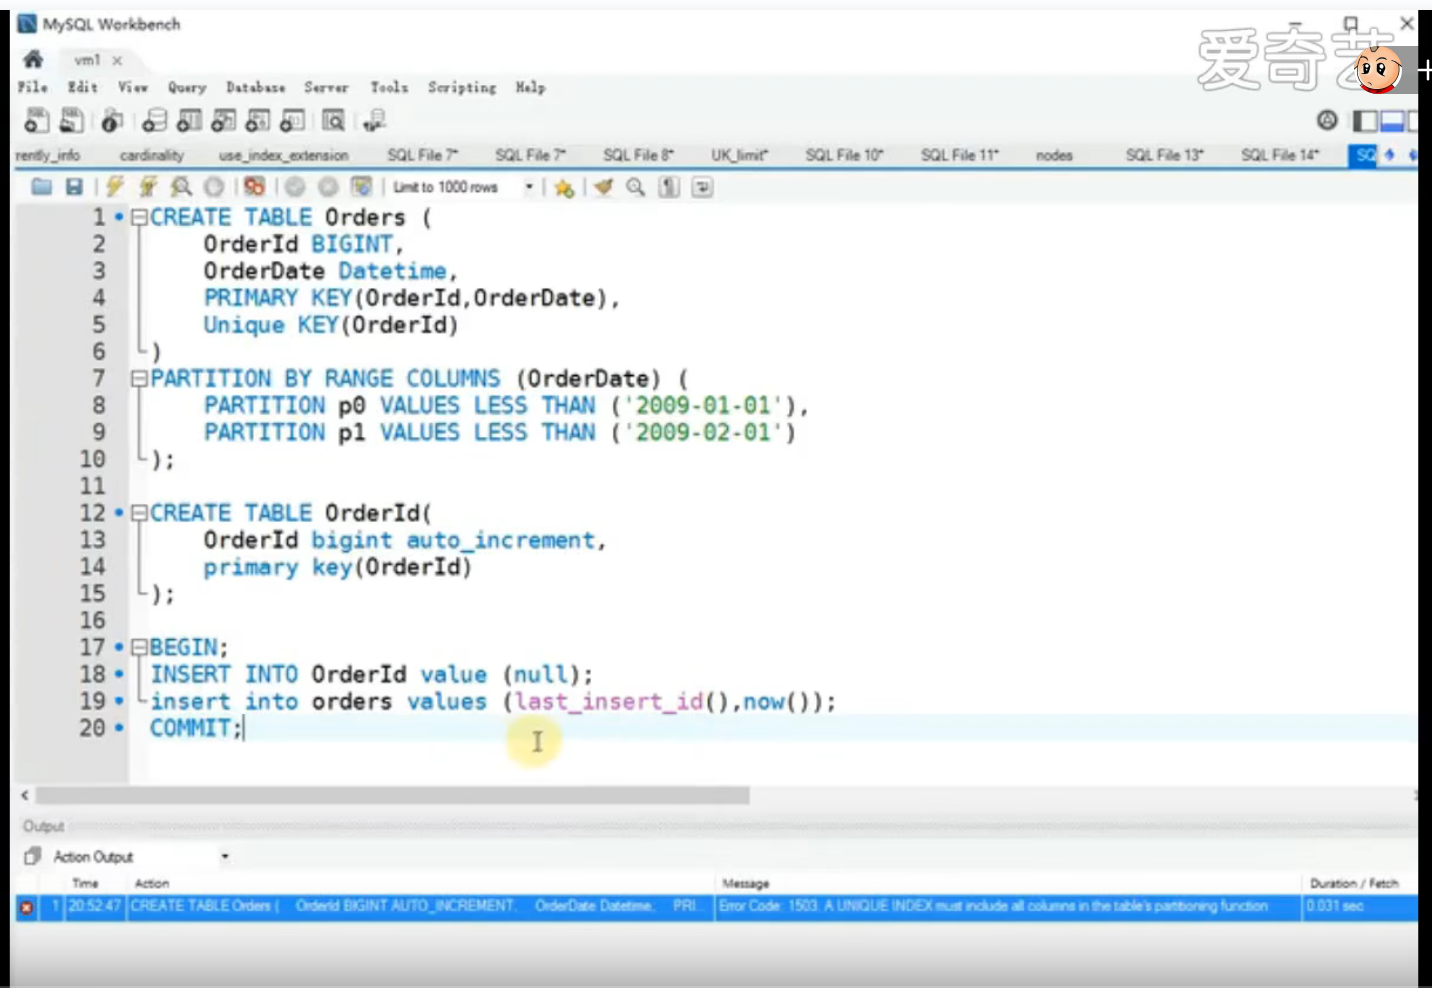 MySQL Workbench
爱奇艺
vm1
File Edit View Query Database Server Tools Scripting Help
rently_info cardinality use_index_extension SQL File 7* SQL File 7* SQL File 8* UK_limit* SQL File 10* SQL File 11* nodes SQL File 13* SQL File 14* SQ
Limit to 1000 rows
1 CREATE TABLE Orders (
2 OrderId BIGINT,
3 OrderDate Datetime,
4 PRIMARY KEY(OrderId,OrderDate),
5 Unique KEY(OrderId)
6 )
7 PARTITION BY RANGE COLUMNS (OrderDate) (
8 PARTITION p0 VALUES LESS THAN ('2009-01-01'),
9 PARTITION p1 VALUES LESS THAN ('2009-02-01')
10 );
11
12 CREATE TABLE OrderId(
13 OrderId bigint auto_increment,
14 primary key(OrderId)
15 );
16
17 BEGIN;
18 INSERT INTO OrderId value (null);
19 insert into orders values (last_insert_id(),now());
20 COMMIT;
Output
Action Output
Time Action Message Duration / Fetch
1 20:52:47 CREATE TABLE Orders ( OrderId BIGINT AUTO_INCREMENT, OrderDate Datetime, PRI... Error Code: 1503. A UNIQUE INDEX must include all columns in the table's partitioning function 0.031 sec